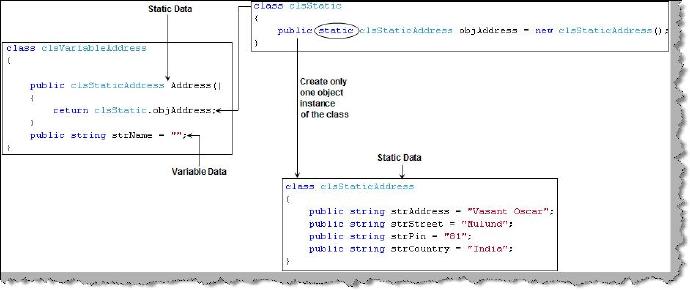 Static Data
class clsStatic
{
public static clsStaticAddress objAddress = new clsStaticAddress();
}
class clsVariableAddress
{
public clsStaticAddress Address()
{
return clsStatic.objAddress;
}
public string strName = "";
}
Variable Data
Create only
one object
instance
of the class
Static Data
class clsStaticAddress
{
public string strAddress = "Vasant Oscar";
public string strStreet = "Mulund";
public string strPin = "81";
public string strCountry = "India";
}